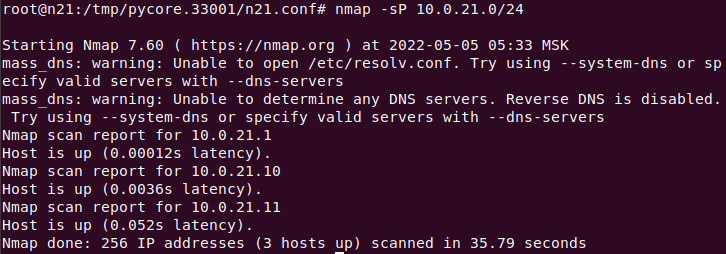 root@n21:/tmp/pycore.33001/n21.conf# nmap -sP 10.0.21.0/24
Starting Nmap 7.60 ( https://nmap.org ) at 2022-05-05 05:33 MSK
mass_dns: warning: Unable to open /etc/resolv.conf. Try using --system-dns or sp
ecify valid servers with --dns-servers
mass_dns: warning: Unable to determine any DNS servers. Reverse DNS is disabled.
 Try using --system-dns or specify valid servers with --dns-servers
Nmap scan report for 10.0.21.1
Host is up (0.00012s latency).
Nmap scan report for 10.0.21.10
Host is up (0.0036s latency).
Nmap scan report for 10.0.21.11
Host is up (0.052s latency).
Nmap done: 256 IP addresses (3 hosts up) scanned in 35.79 seconds